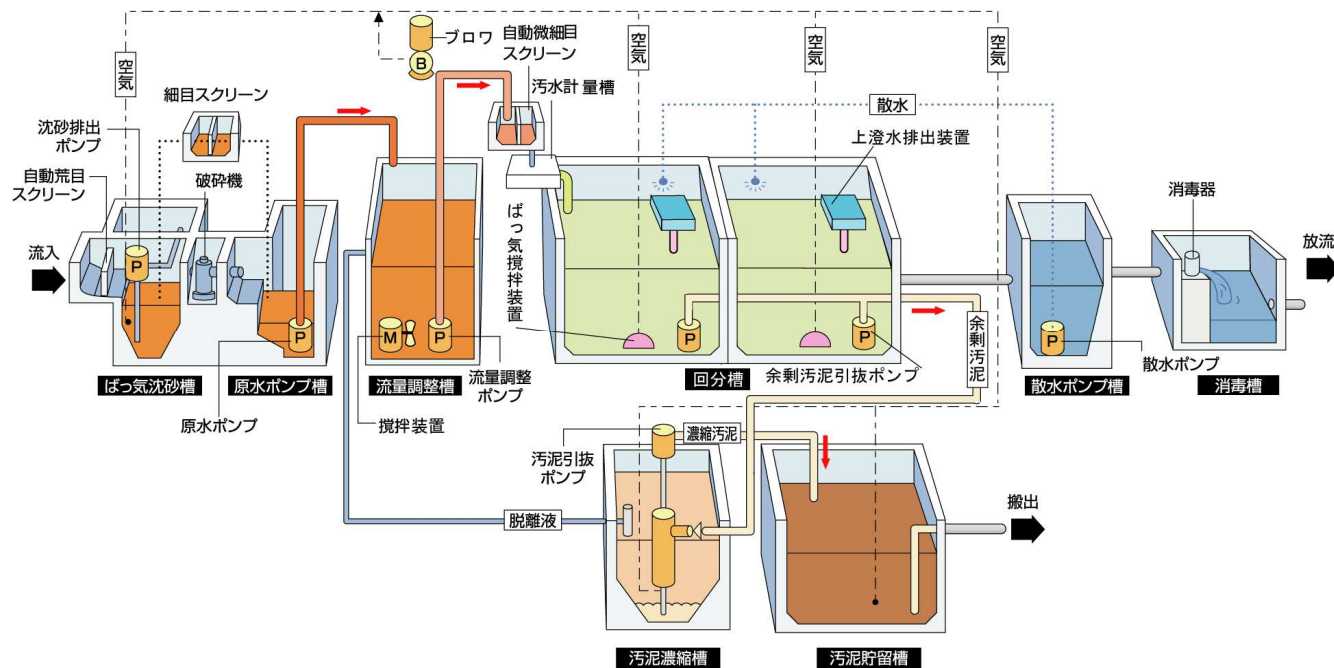 空気
ブロワ
B
自動微細目
スクリーン
汚水計量槽
空気
空気
空気
細目スクリーン
散水
沈砂排出
ポンプ
上澄水排出装置
自動荒目
スクリーン
破砕機
消毒器
流入
放流
ばっ気撹拌装置
P
P
M
P
P
P
P
余剰汚泥
散水ポンプ
ばっ気沈砂槽
原水ポンプ槽
流量調整槽
流量調整
ポンプ
回分槽
余剰汚泥引抜ポンプ
散水ポンプ槽
消毒槽
原水ポンプ
撹拌装置
濃縮汚泥
汚泥引抜
ポンプ
脱離液
搬出
汚泥濃縮槽
汚泥貯留槽